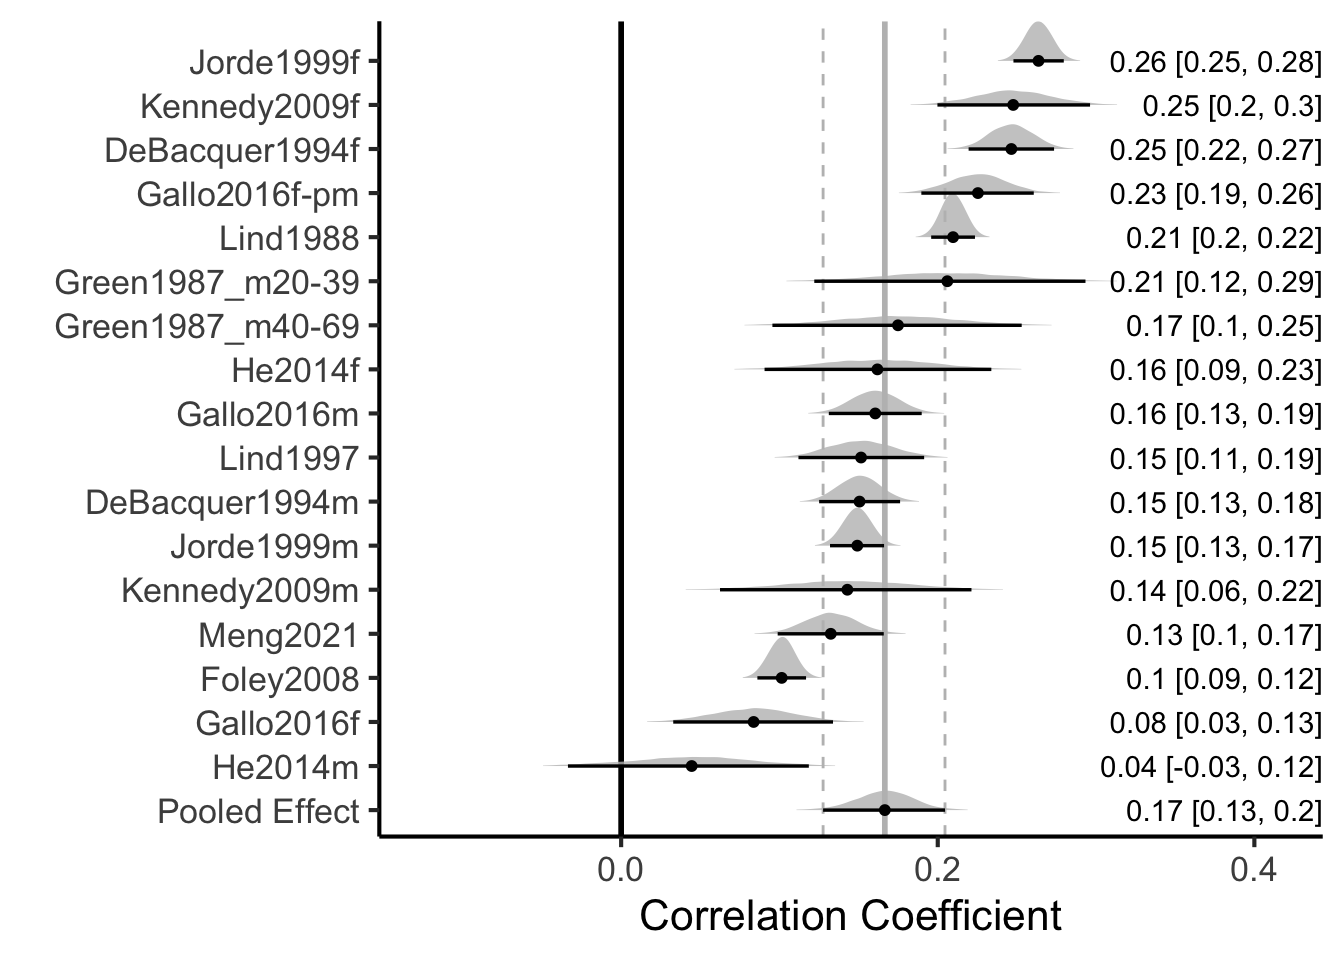 Jorde1999f 0.26 [0.25, 0.28]
Kennedy2009f 0.25 [0.2, 0.3]
DeBacquer1994f 0.25 [0.22, 0.27]
Gallo2016f-pm 0.23 [0.19, 0.26]
Lind1988 0.21 [0.2, 0.22]
Green1987_m20-39 0.21 [0.12, 0.29]
Green1987_m40-69 0.17 [0.1, 0.25]
He2014f 0.16 [0.09, 0.23]
Gallo2016m 0.16 [0.13, 0.19]
Lind1997 0.15 [0.11, 0.19]
DeBacquer1994m 0.15 [0.13, 0.18]
Jorde1999m 0.15 [0.13, 0.17]
Kennedy2009m 0.14 [0.06, 0.22]
Meng2021 0.13 [0.1, 0.17]
Foley2008 0.1 [0.09, 0.12]
Gallo2016f 0.08 [0.03, 0.13]
He2014m 0.04 [-0.03, 0.12]
Pooled Effect 0.17 [0.13, 0.2]
0.0 0.2 0.4
Correlation Coefficient